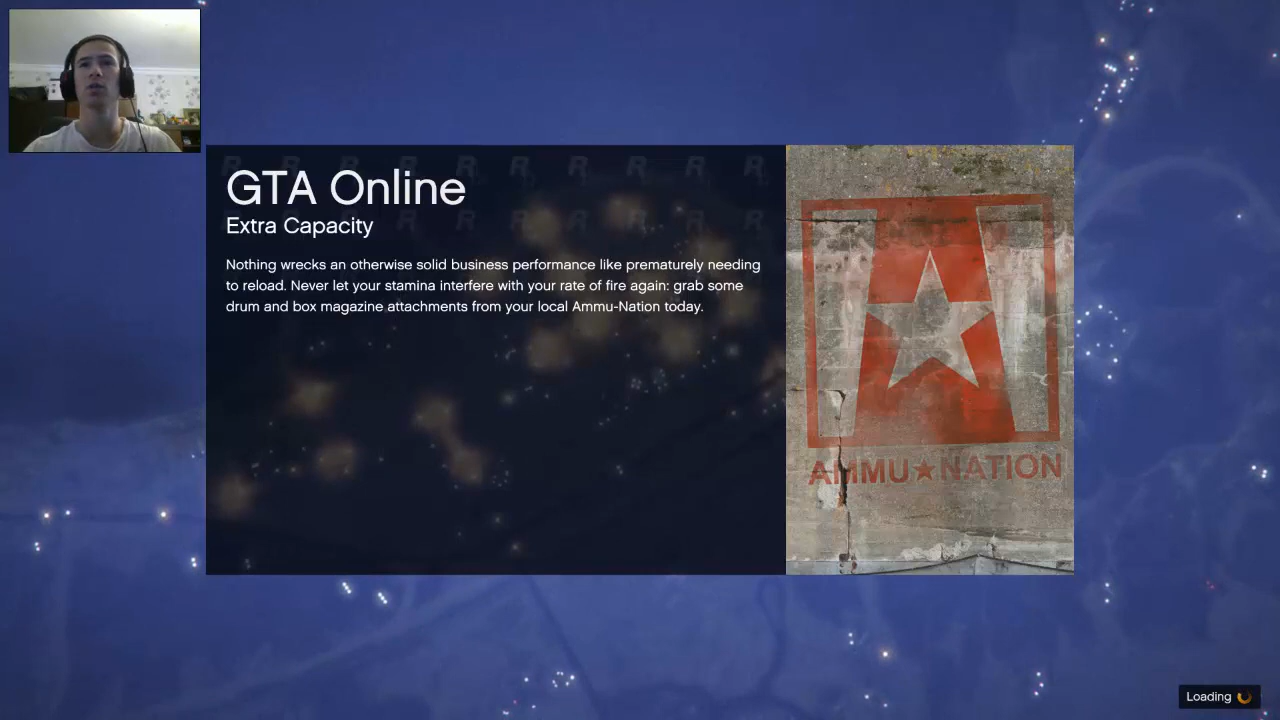 GTA Online
Extra Capacity
Nothing wrecks an otherwise solid business performance like prematurely needing
to reload. Never let your stamina interfere with your rate of fire again: grab some
drum and box magazine attachments from your local Ammu-Nation today.
AMMU★NATION
Loading